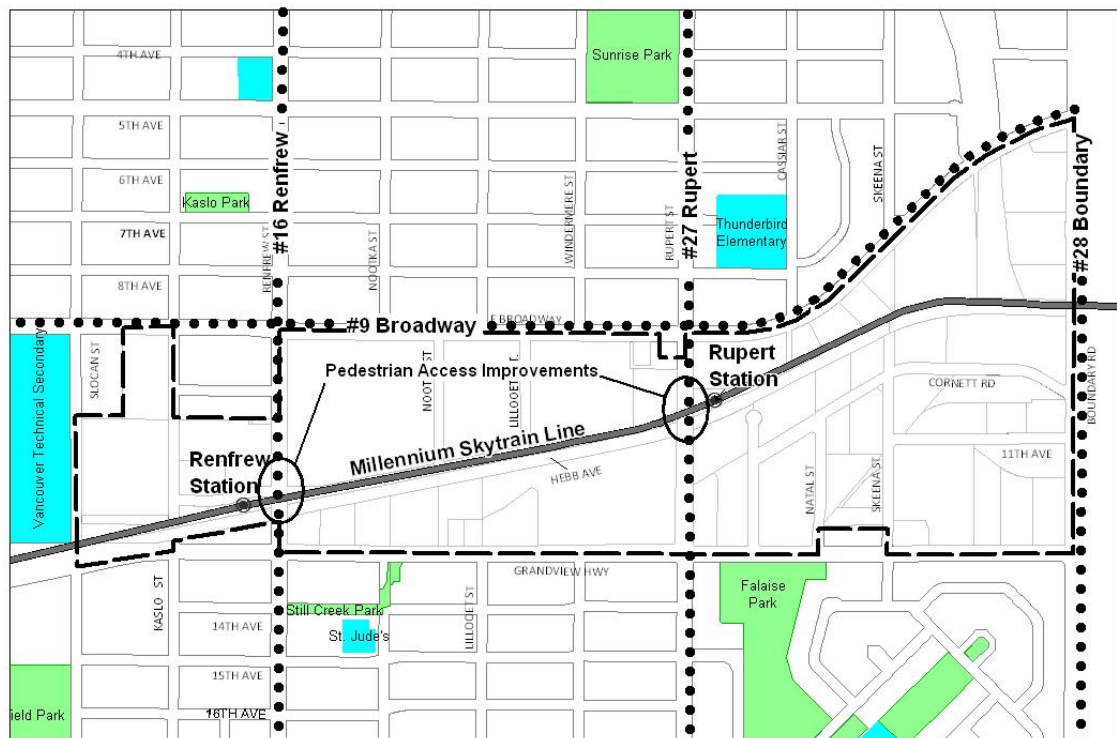 4TH AVE
Sunrise Park
5TH AVE
#16 Renfrew
#27 Rupert
CASSIAR ST
SKEENA ST
#28 Boundary
6TH AVE
Kaslo Park
WINDERMERE ST
RUPERT ST
Thunderbird
Elementary
7TH AVE
RENFREW ST
NOOTKA ST
8TH AVE
#9 Broadway
E BROADWAY
Vancouver Technical Secondary
SLOCAN ST
NOOT
ST
LILLOOET
Pedestrian Access Improvements
Rupert
Station
CORNETT RD
BOUNDARY RD
Renfrew
Station
Millennium Skytrain Line
HEBB AVE
NATAL ST
SKEENA ST
11TH AVE
KASLO ST
GRANDVIEW HWY
Falaise
Park
Still Creek Park
LILLOOET ST
14TH AVE
St. Jude's
15TH AVE
ield Park
16TH AVE